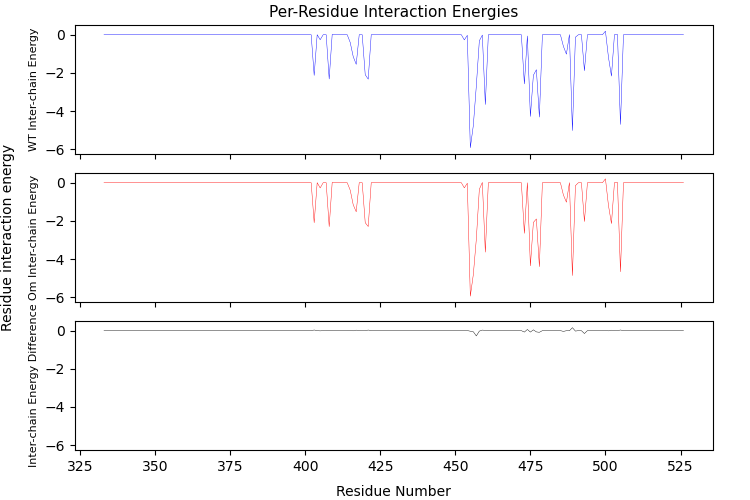 Per-Residue Interaction Energies
Residue interaction energy
WT Inter-chain Energy
0
−2
−4
−6
Om Inter-chain Energy
0
−2
−4
−6
Inter-chain Energy Difference
0
−2
−4
−6
325 350 375 400 425 450 475 500 525
Residue Number